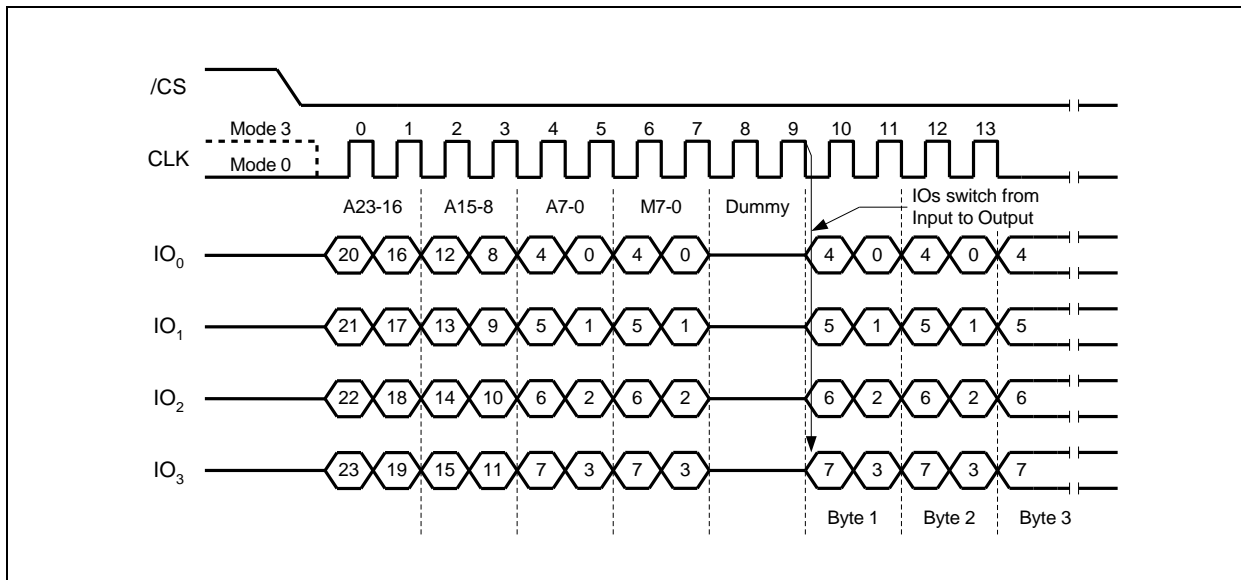 /CS
Mode 3 0 1 2 3 4 5 6 7 8 9 10 11 12 13
CLK Mode 0
IOs switch from
Input to Output
A23-16 A15-8 A7-0 M7-0 Dummy
IO0 20 16 12 8 4 0 4 0 4 0 4 0 4
IO1 21 17 13 9 5 1 5 1 5 1 5 1 5
IO2 22 18 14 10 6 2 6 2 6 2 6 2 6
IO3 23 19 15 11 7 3 7 3 7 3 7 3 7
Byte 1 Byte 2 Byte 3